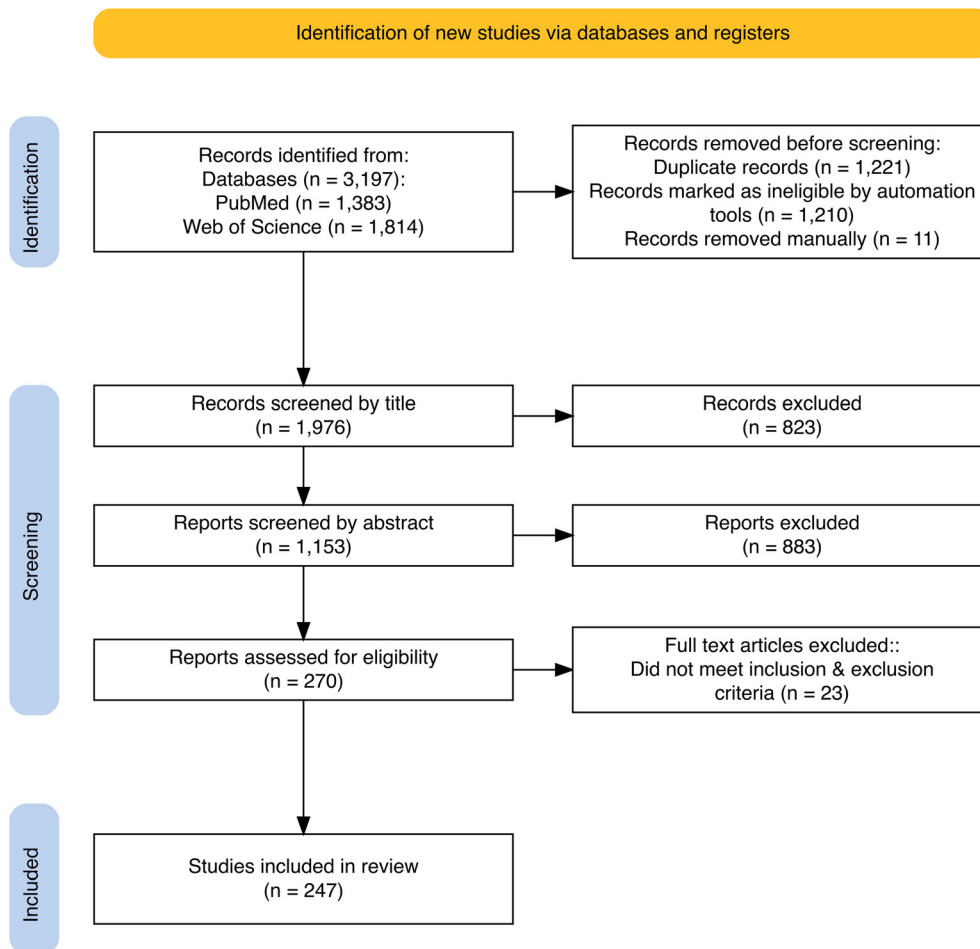 Identification of new studies via databases and registers
Identification
Records identified from:
Databases (n = 3,197):
PubMed (n = 1,383)
Web of Science (n = 1,814)
Records removed before screening:
Duplicate records (n = 1,221)
Records marked as ineligible by automation
tools (n = 1,210)
Records removed manually (n = 11)
Screening
Records screened by title
(n = 1,976)
Records excluded
(n = 823)
Reports screened by abstract
(n = 1,153)
Reports excluded
(n = 883)
Reports assessed for eligibility
(n = 270)
Full text articles excluded::
Did not meet inclusion & exclusion
criteria (n = 23)
Included
Studies included in review
(n = 247)